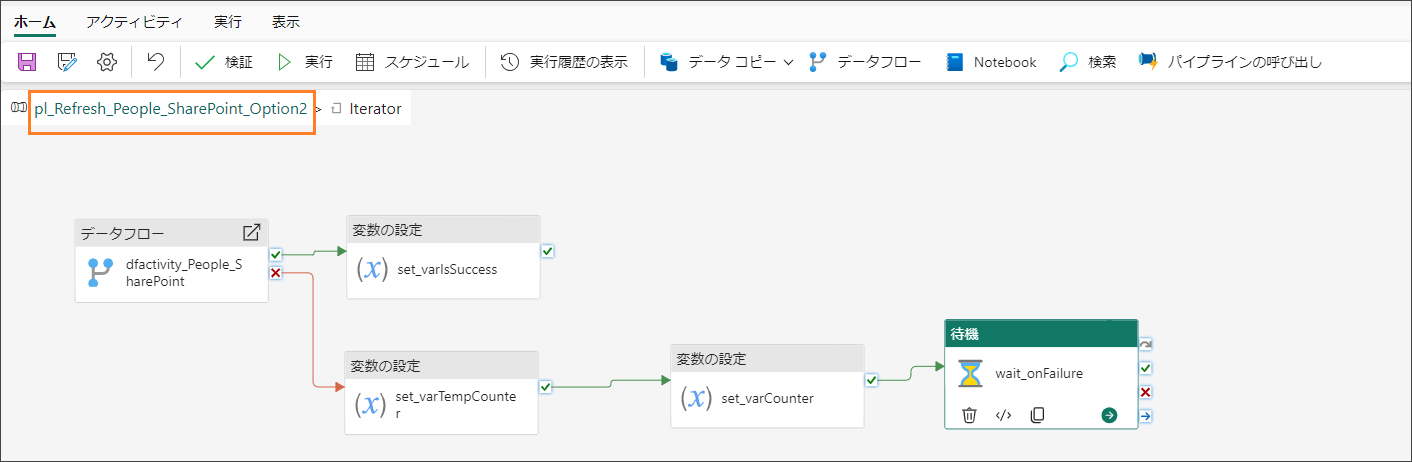 ホーム アクティビティ 実行 表示
検証 実行 スケジュール 実行履歴の表示 データ コピー データフロー Notebook 検索 パイプラインの呼び出し
pl_Refresh_People_SharePoint_Option2 > Iterator
データフロー
dfactivity_People_S
harePoint
変数の設定
(x) set_varIsSuccess
変数の設定
(x) set_varTempCounte
r
変数の設定
(x) set_varCounter
待機
wait_onFailure